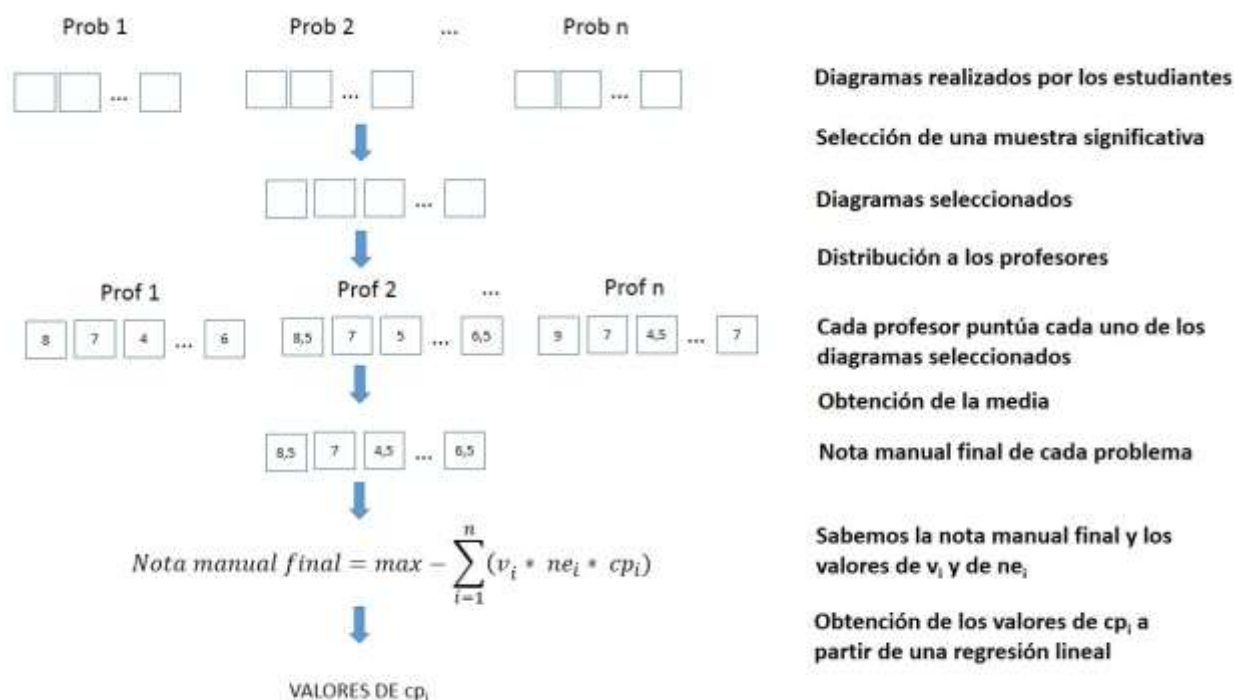 Prob 1 Prob 2 ... Prob n
... ... ...
Diagramas realizados por los estudiantes
Selección de una muestra significativa
...
Diagramas seleccionados
Distribución a los profesores
Prof 1 Prof 2 ... Prof n
8 7 4 ... 6 8,5 7 5 ... 6,5 9 7 4,5 ... 7
Cada profesor puntúa cada uno de los
diagramas seleccionados
Obtención de la media
8,5 7 4,5 ... 6,5
Nota manual final de cada problema
Nota manual final = max − ∑ⁿᵢ₌₁ (vᵢ * neᵢ * cpᵢ)
Sabemos la nota manual final y los
valores de vᵢ y de neᵢ
Obtención de los valores de cpᵢ a
partir de una regresión lineal
VALORES DE cpᵢ